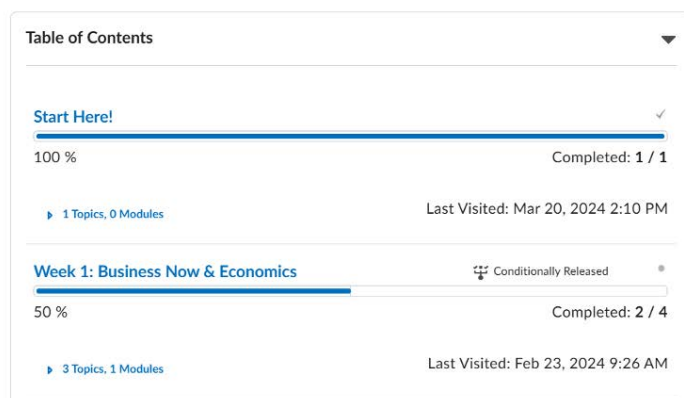 Table of Contents
Start Here!
100 %
Completed: 1 / 1
1 Topics, 0 Modules
Last Visited: Mar 20, 2024 2:10 PM
Week 1: Business Now & Economics
Conditionally Released
50 %
Completed: 2 / 4
3 Topics, 1 Modules
Last Visited: Feb 23, 2024 9:26 AM